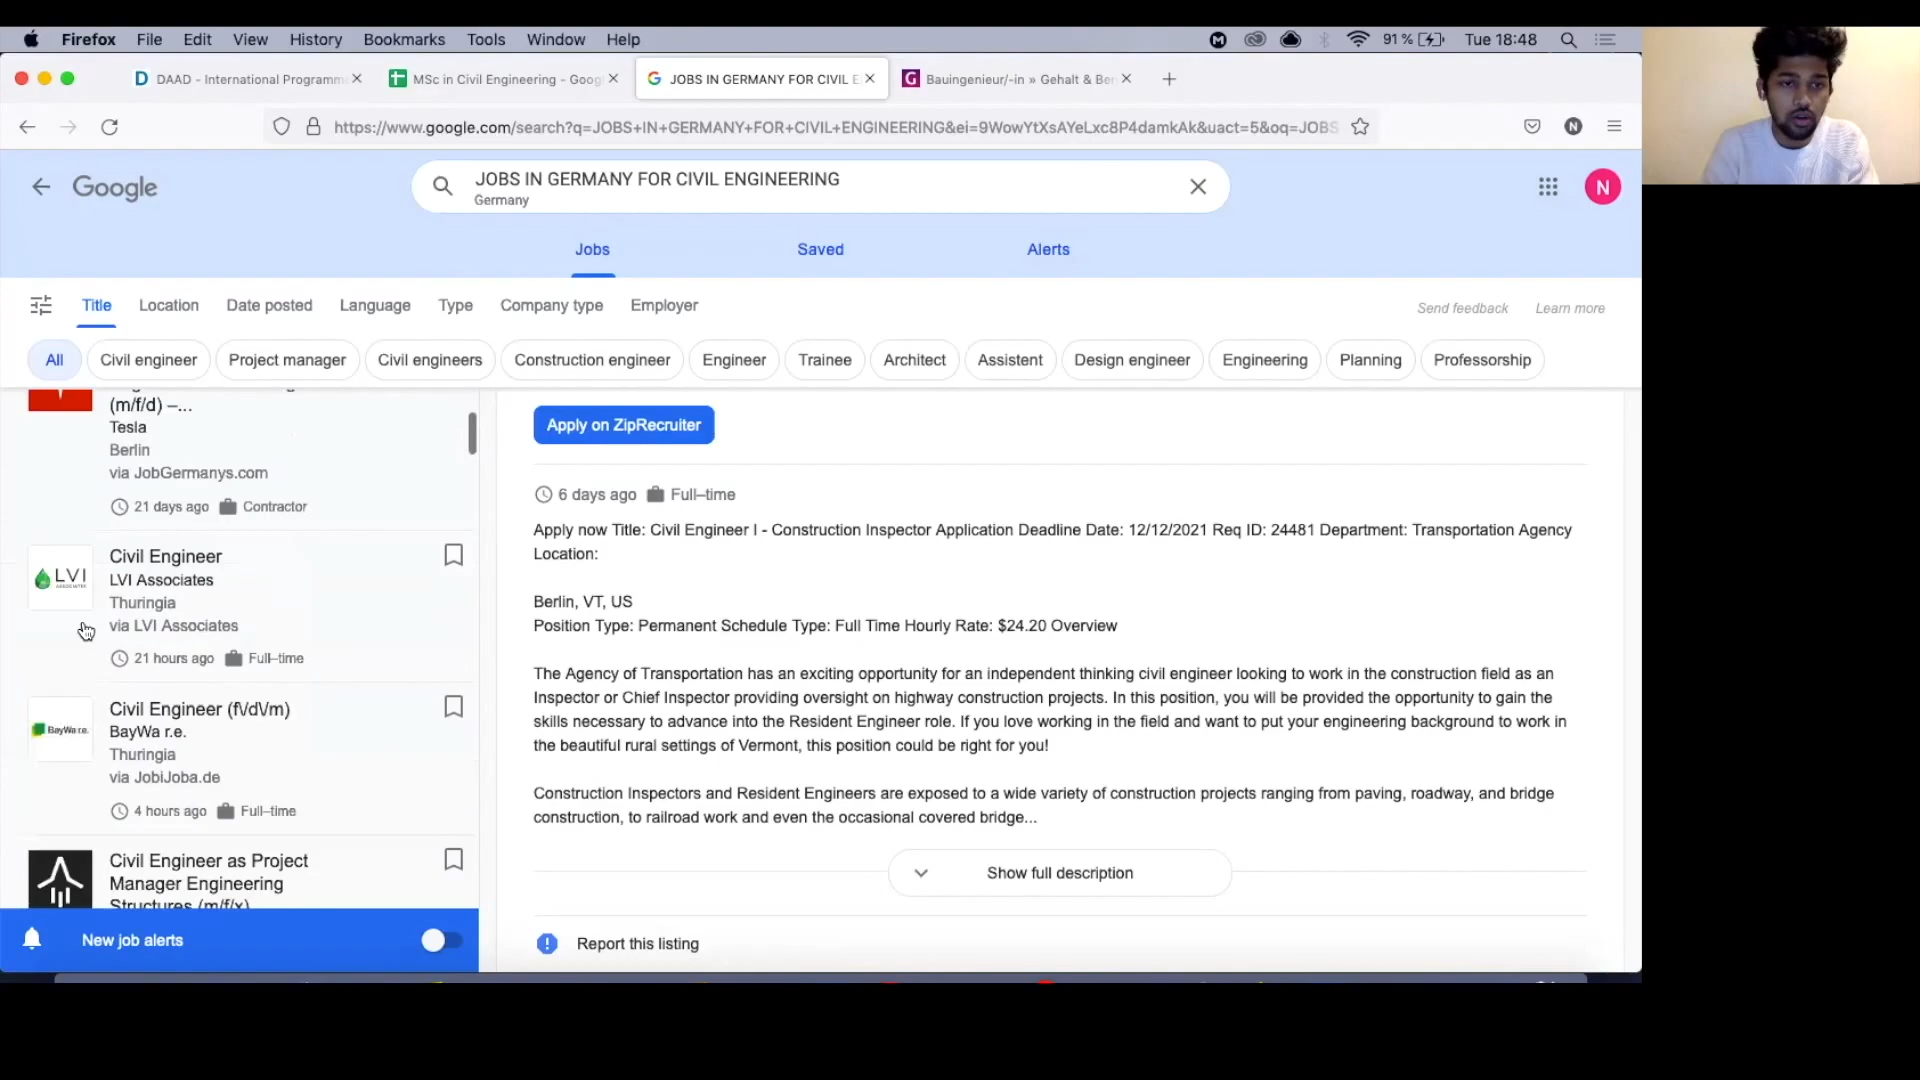 Firefox File Edit View History Bookmarks Tools Window Help
91 % Tue 18:48
DAAD - International Programm
MSc in Civil Engineering - Goog
JOBS IN GERMANY FOR CIVIL E
Bauingenieur/-in » Gehalt & Ber
https://www.google.com/search?q=JOBS+IN+GERMANY+FOR+CIVIL+ENGINEERING&ei=9WowYtXsAYeLxc8P4damkAk&uact=5&oq=JOBS
Google
JOBS IN GERMANY FOR CIVIL ENGINEERING
Germany
N
Jobs Saved Alerts
Title Location Date posted Language Type Company type Employer
Send feedback Learn more
All Civil engineer Project manager Civil engineers Construction engineer Engineer Trainee Architect Assistent Design engineer Engineering Planning Professorship
(m/f/d) –...
Tesla
Berlin
via JobGermanys.com
21 days ago Contractor
LVI
ASSOCIATES
Civil Engineer
LVI Associates
Thuringia
via LVI Associates
21 hours ago Full–time
BayWa r.e.
Civil Engineer (f\/d\/m)
BayWa r.e.
Thuringia
via JobiJoba.de
4 hours ago Full–time
Civil Engineer as Project
Manager Engineering
Structures (m/f/x)
New job alerts
Apply on ZipRecruiter
6 days ago Full–time
Apply now Title: Civil Engineer I - Construction Inspector Application Deadline Date: 12/12/2021 Req ID: 24481 Department: Transportation Agency
Location:
Berlin, VT, US
Position Type: Permanent Schedule Type: Full Time Hourly Rate: $24.20 Overview
The Agency of Transportation has an exciting opportunity for an independent thinking civil engineer looking to work in the construction field as an
Inspector or Chief Inspector providing oversight on highway construction projects. In this position, you will be provided the opportunity to gain the
skills necessary to advance into the Resident Engineer role. If you love working in the field and want to put your engineering background to work in
the beautiful rural settings of Vermont, this position could be right for you!
Construction Inspectors and Resident Engineers are exposed to a wide variety of construction projects ranging from paving, roadway, and bridge
construction, to railroad work and even the occasional covered bridge...
Show full description
Report this listing